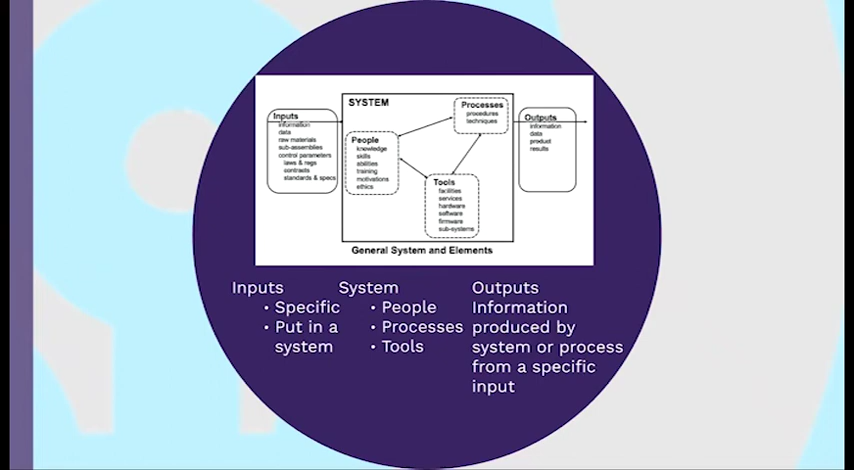 SYSTEM
Inputs
information
data
raw materials
sub-assemblies
control parameters
laws & regs
contrasts
standards & specs
People
knowledge
skills
abilities
training
motivations
ethics
Processes
procedures
techniques
Tools
facilities
services
hardware
software
firmware
sub-systems
Outputs
information
data
product
results
General System and Elements
Inputs
• Specific
• Put in a
system
System
• People
• Processes
• Tools
Outputs
Information
produced by
system or process
from a specific
input